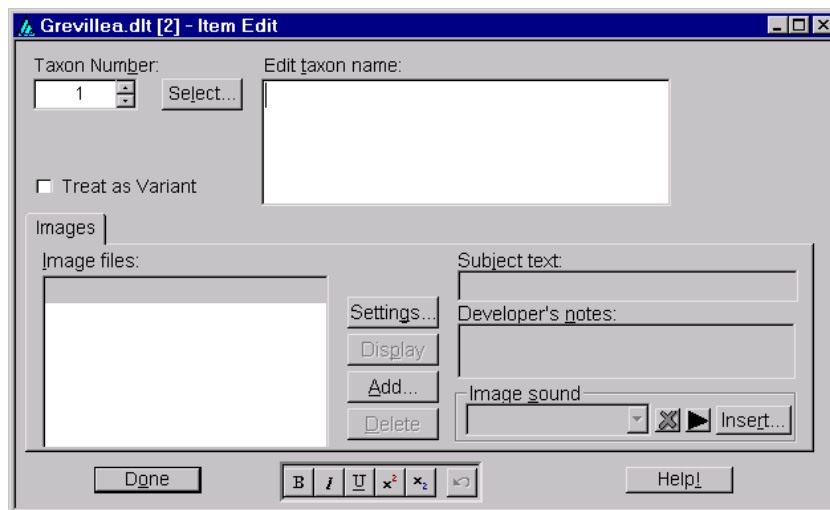 Grevillea.dlt [2] - Item Edit
Taxon Number:
Edit taxon name:
1
Select...
Treat as Variant
Images
Image files:
Subject text:
Settings...
Developer's notes:
Display
Add...
Image sound
Delete
Insert...
Done
B i U x² x₂
Help!